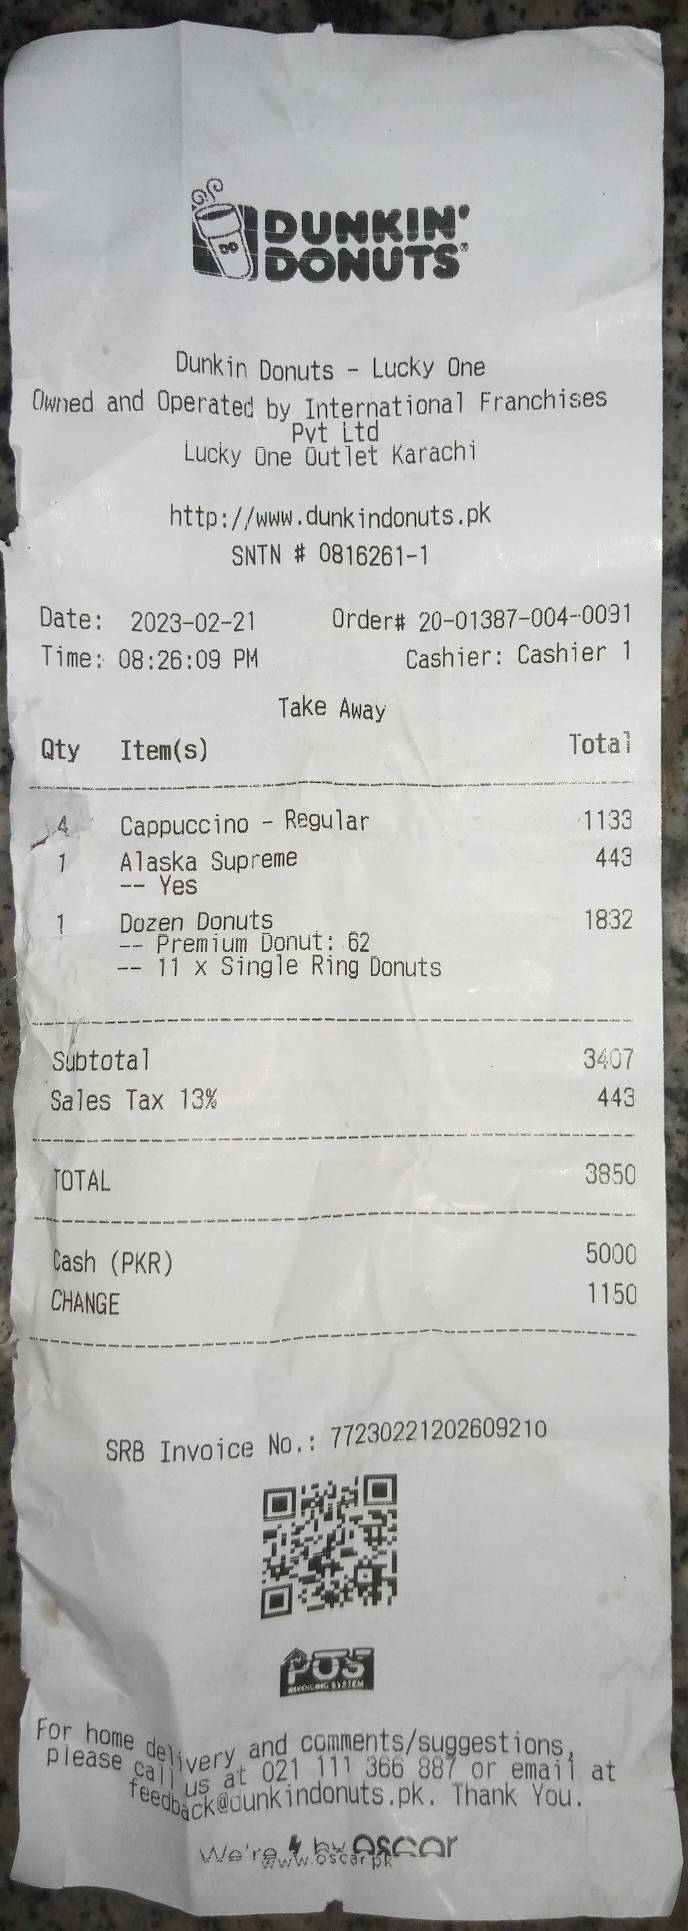 DUNKIN'
DONUTS®
Dunkin Donuts - Lucky One
Owned and Operated by International Franchises
Pvt Ltd
Lucky One Outlet Karachi
http://www.dunkindonuts.pk
SNTN # 0816261-1
Date: 2023-02-21 Order# 20-01387-004-0091
Time: 08:26:09 PM Cashier: Cashier 1
Take Away
Qty Item(s) Total
4 Cappuccino - Regular 1133
1 Alaska Supreme 443
-- Yes
1 Dozen Donuts 1832
-- Premium Donut: 62
-- 11 x Single Ring Donuts
Subtotal 3407
Sales Tax 13% 443
TOTAL 3850
Cash (PKR) 5000
CHANGE 1150
SRB Invoice No.: 77230221202609210
POS
INVOICING SYSTEM
For home delivery and comments/suggestions,
please call us at 021 111 366 887 or email at
feedback@dunkindonuts.pk. Thank You.
We're by oscar
www.oscar.pk